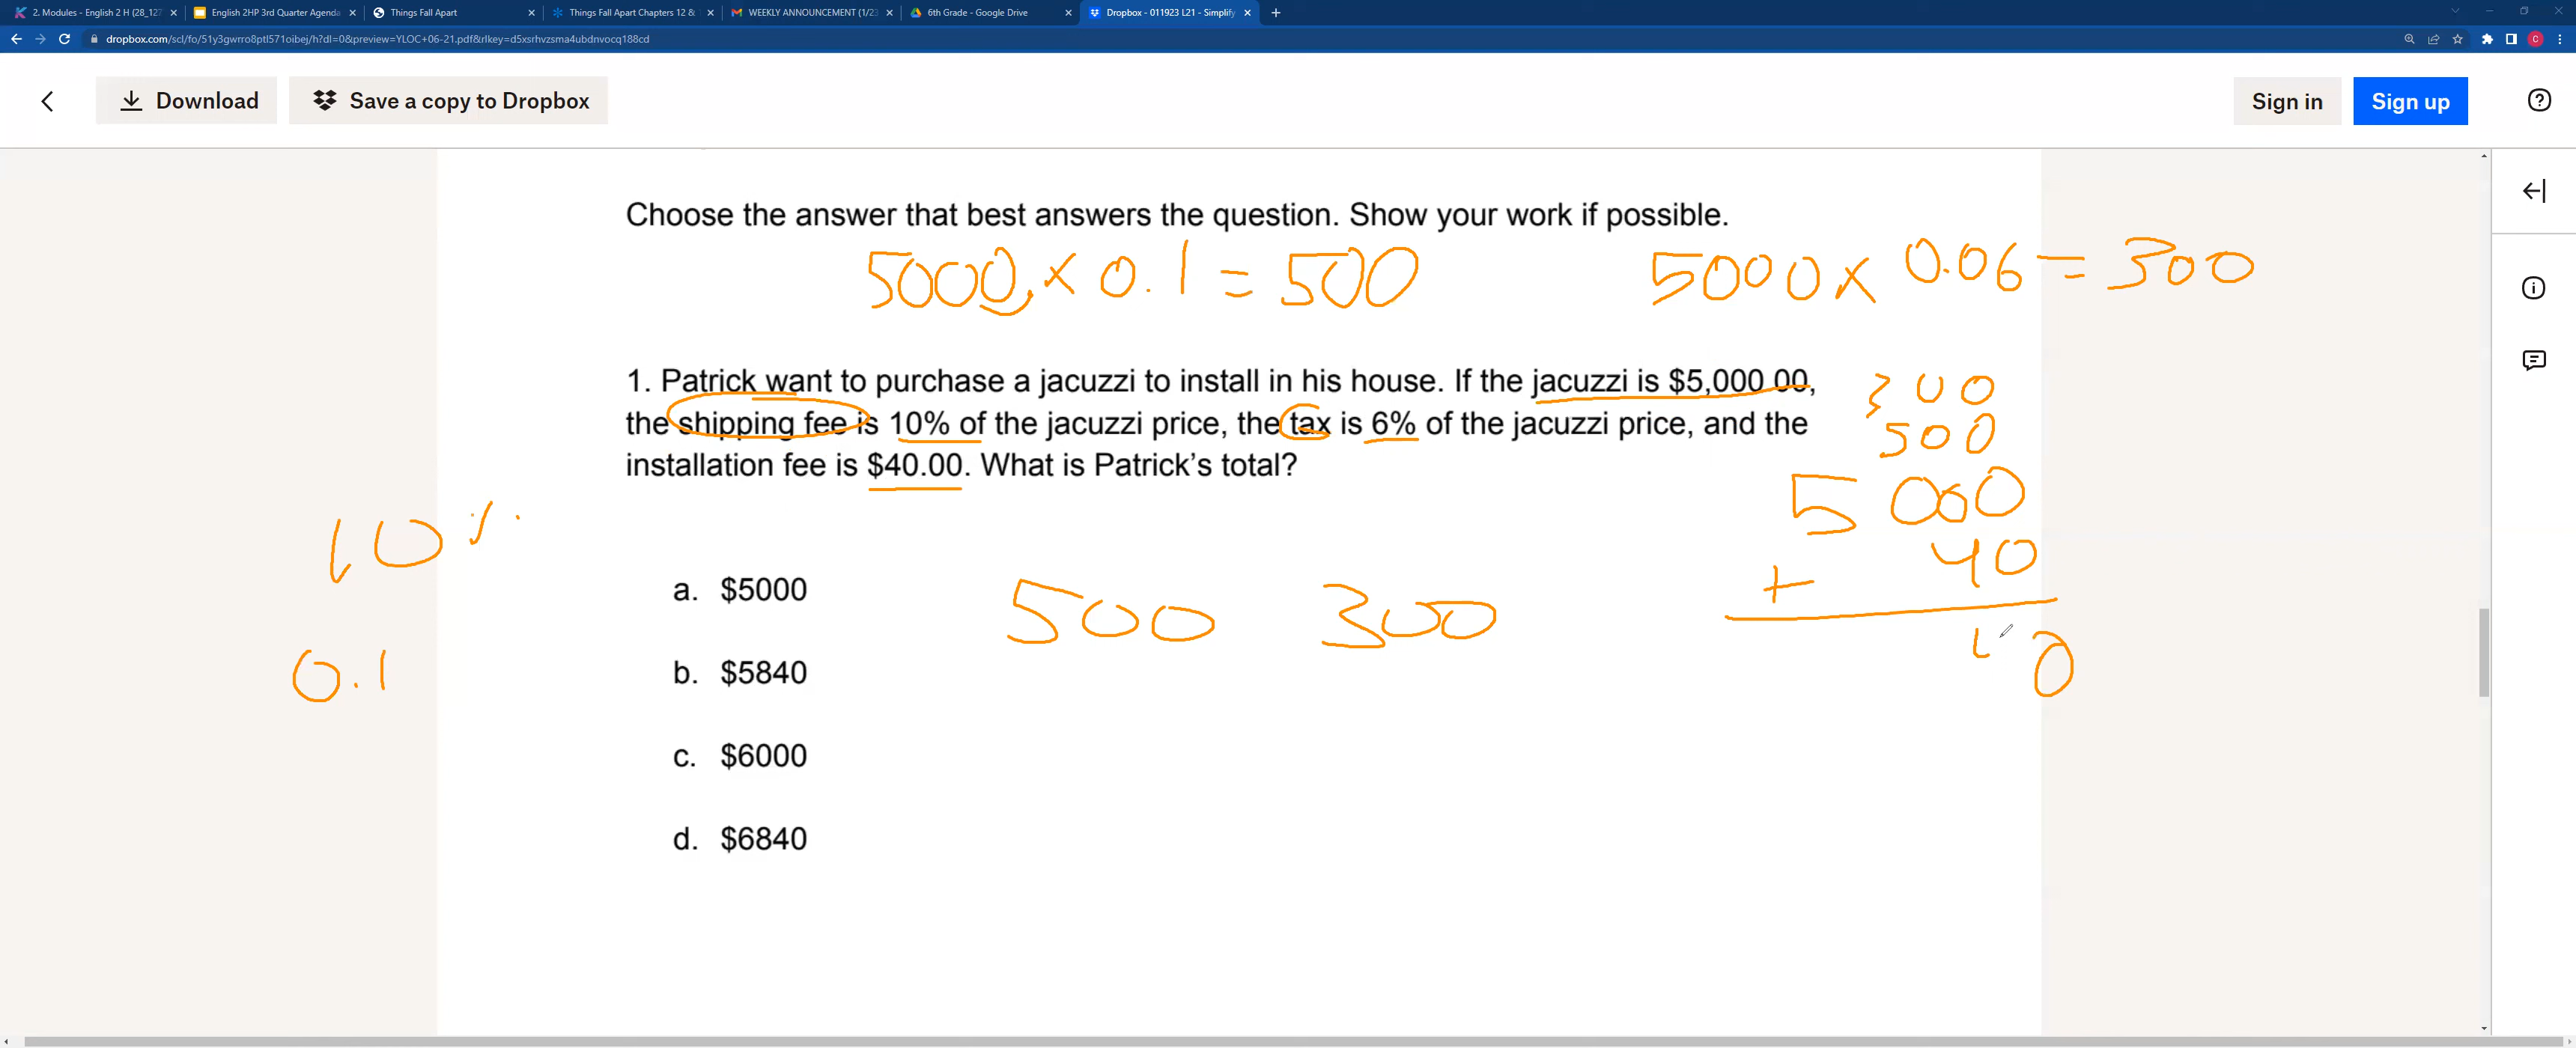 2. Modules - English 2 H (28_127
English 2HP 3rd Quarter Agenda
Things Fall Apart
Things Fall Apart Chapters 12 &
WEEKLY ANNOUNCEMENT (1/23
6th Grade - Google Drive
Dropbox - 011923 L21 - Simplify
dropbox.com/scl/fo/51y3gwrro8ptl571oibej/h?dl=0&preview=YLOC+06-21.pdf&rlkey=d5xsrhvzsma4ubdnvocq188cd
Download
Save a copy to Dropbox
Sign in
Sign up
Choose the answer that best answers the question. Show your work if possible.
5000. x 0.1 = 500
5000 x 0.06 = 300
1. Patrick want to purchase a jacuzzi to install in his house. If the jacuzzi is $5,000.00,
the shipping fee is 10% of the jacuzzi price, the tax is 6% of the jacuzzi price, and the
installation fee is $40.00. What is Patrick's total?
300
500
5000
+ 40
0
10%
0.1
500 300
a. $5000
b. $5840
c. $6000
d. $6840